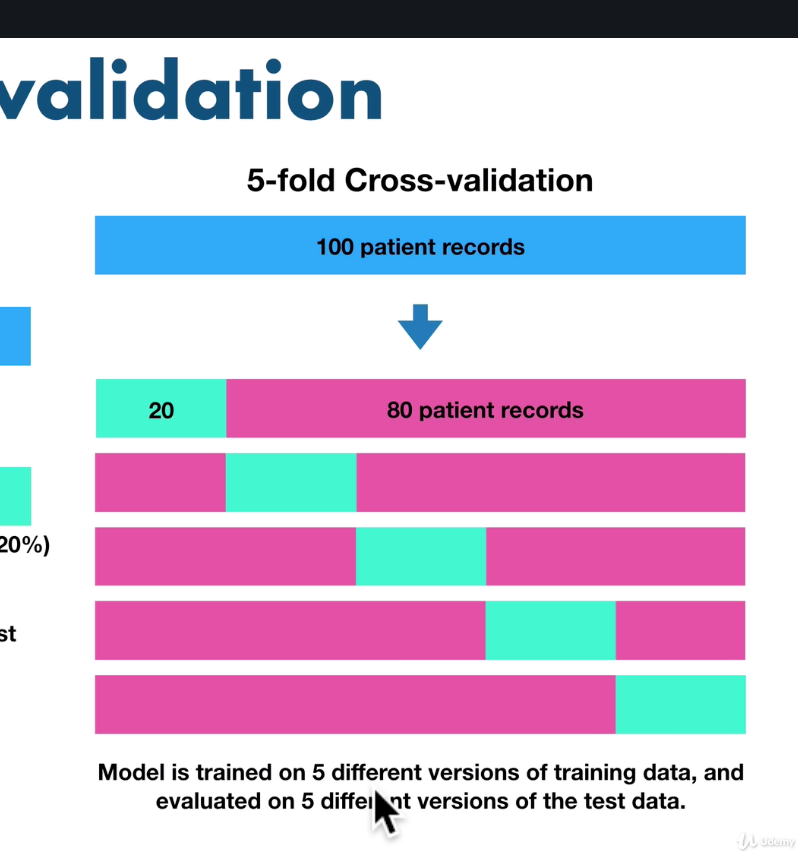 validation
5-fold Cross-validation
100 patient records
20
80 patient records
20%)
st
Model is trained on 5 different versions of training data, and
evaluated on 5 different versions of the test data.
Udemy